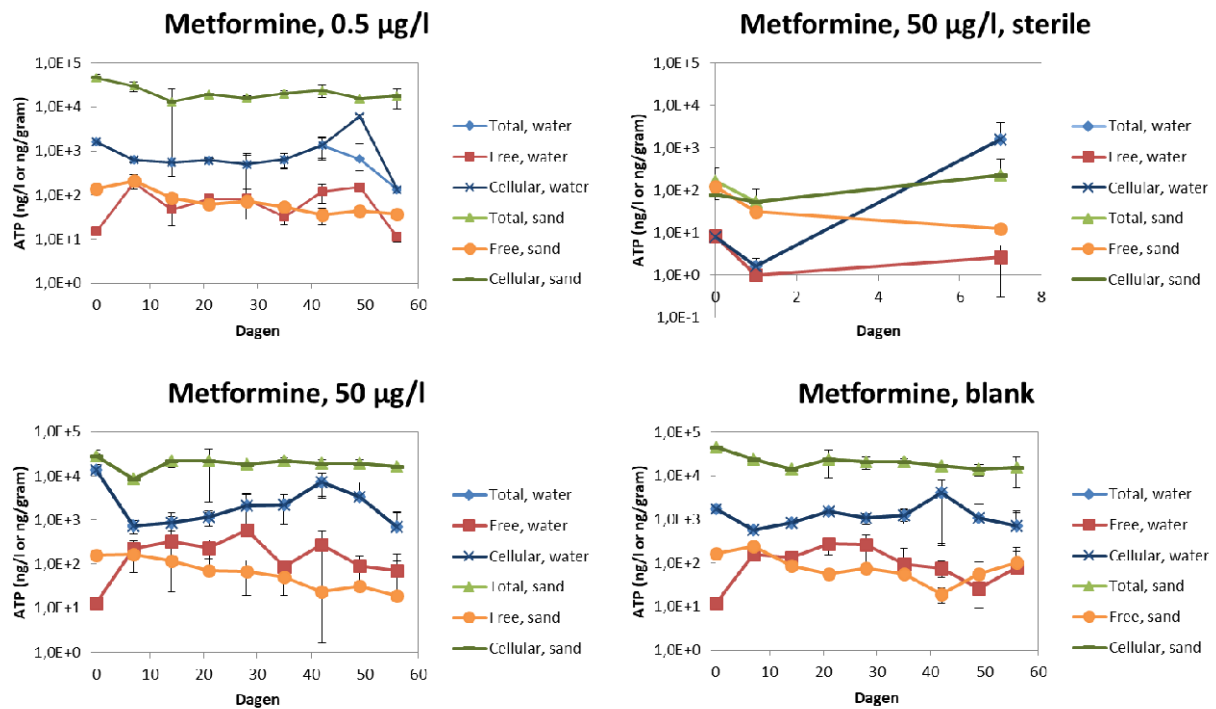 Metformine, 0.5 µg/l
ATP (ng/l or ng/gram)
1,0E+5
1,0E+4
1,0E+3
1,0E+2
1,0E+1
1,0E+0
0 10 20 30 40 50 60
Dagen
Total, water
Free, water
Cellular, water
Total, sand
Free, sand
Cellular, sand
Metformine, 50 µg/l, sterile
ATP (ng/l or ng/gram)
1,0E+5
1,0E+4
1,0E+3
1,0E+2
1,0E+1
1,0E+0
1,0E-1
0 2 4 6 8
Dagen
Total, water
Free, water
Cellular, water
Total, sand
Free, sand
Cellular, sand
Metformine, 50 µg/l
ATP (ng/l or ng/gram)
1,0E+5
1,0E+4
1,0E+3
1,0E+2
1,0E+1
1,0E+0
0 10 20 30 40 50 60
Dagen
Total, water
Free, water
Cellular, water
Total, sand
Free, sand
Cellular, sand
Metformine, blank
ATP (ng/l or ng/gram)
1,0E+5
1,0E+4
1,0E+3
1,0E+2
1,0E+1
1,0E+0
0 10 20 30 40 50 60
Dagen
Total, water
Free, water
Cellular, water
Total, sand
Free, sand
Cellular, sand